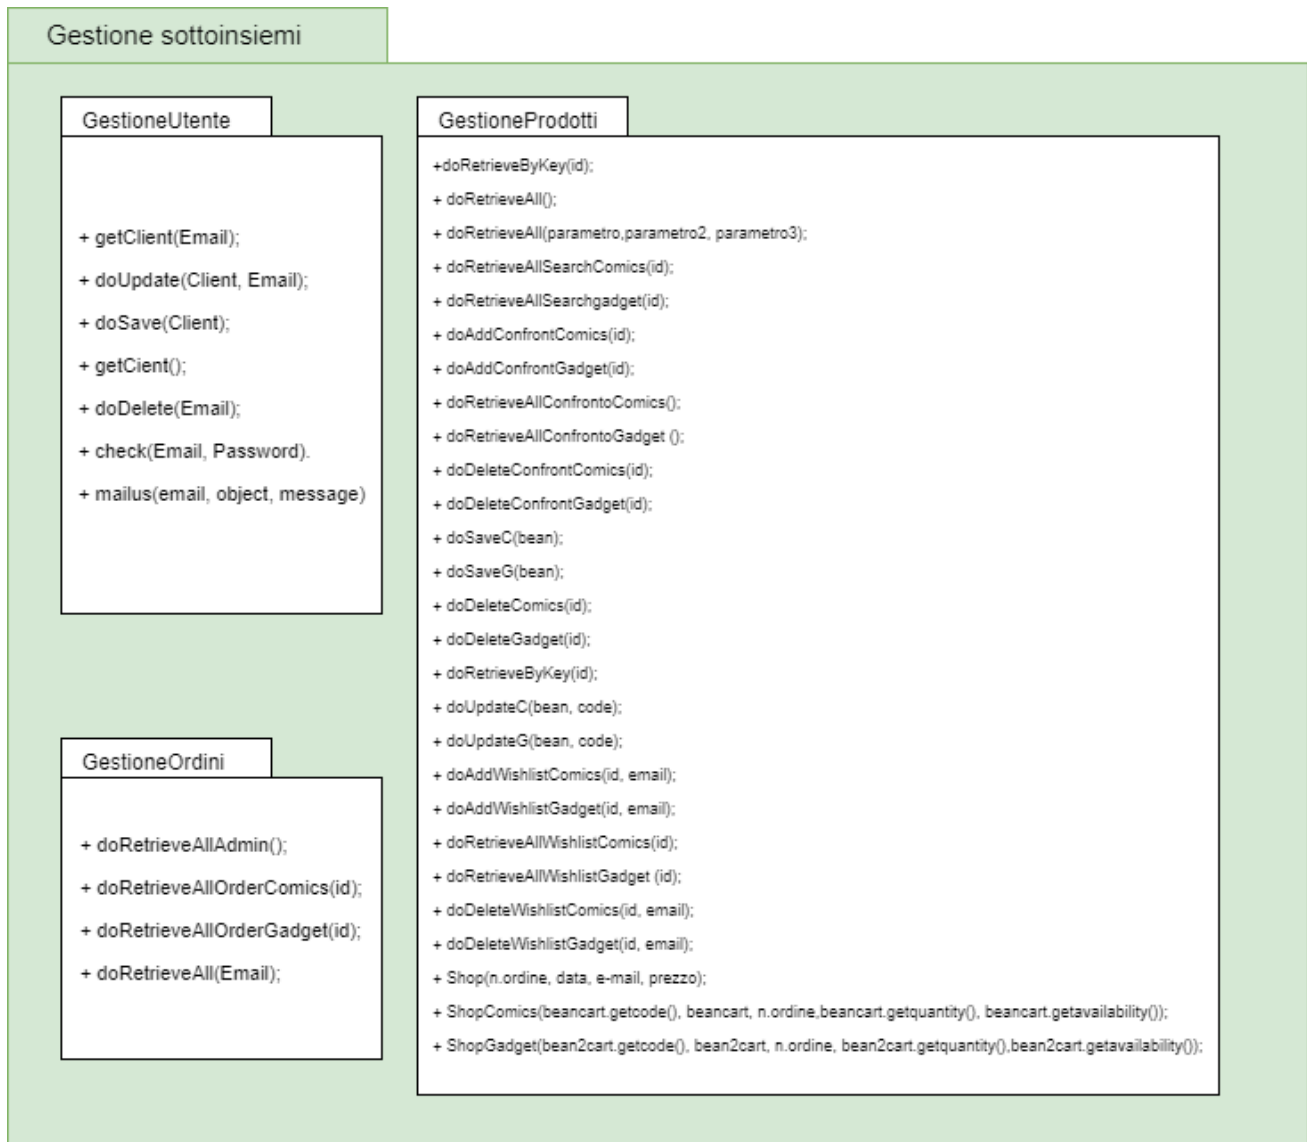 Gestione sottoinsiemi
GestioneUtente
+ getClient(Email);
+ doUpdate(Client, Email);
+ doSave(Client);
+ getCient();
+ doDelete(Email);
+ check(Email, Password).
+ mailus(email, object, message)
GestioneOrdini
+ doRetrieveAllAdmin();
+ doRetrieveAllOrderComics(id);
+ doRetrieveAllOrderGadget(id);
+ doRetrieveAll(Email);
GestioneProdotti
+doRetrieveByKey(id);
+ doRetrieveAll();
+ doRetrieveAll(parametro,parametro2, parametro3);
+ doRetrieveAllSearchComics(id);
+ doRetrieveAllSearchgadget(id);
+ doAddConfrontComics(id);
+ doAddConfrontGadget(id);
+ doRetrieveAllConfrontoComics();
+ doRetrieveAllConfrontoGadget ();
+ doDeleteConfrontComics(id);
+ doDeleteConfrontGadget(id);
+ doSaveC(bean);
+ doSaveG(bean);
+ doDeleteComics(id);
+ doDeleteGadget(id);
+ doRetrieveByKey(id);
+ doUpdateC(bean, code);
+ doUpdateG(bean, code);
+ doAddWishlistComics(id, email);
+ doAddWishlistGadget(id, email);
+ doRetrieveAllWishlistComics(id);
+ doRetrieveAllWishlistGadget (id);
+ doDeleteWishlistComics(id, email);
+ doDeleteWishlistGadget(id, email);
+ Shop(n.ordine, data, e-mail, prezzo);
+ ShopComics(beancart.getcode(), beancart, n.ordine,beancart.getquantity(), beancart.getavailability());
+ ShopGadget(bean2cart.getcode(), bean2cart, n.ordine, bean2cart.getquantity(),bean2cart.getavailability());